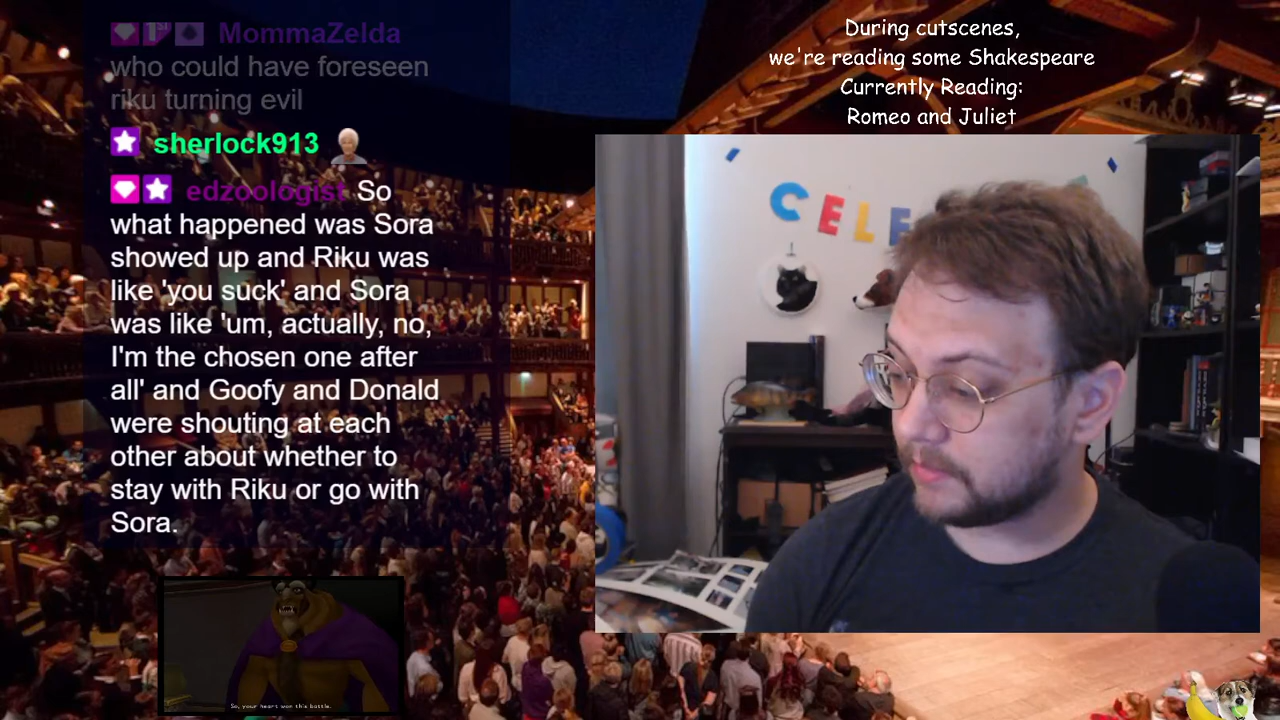 MommaZelda
who could have foreseen
riku turning evil
sherlock913
edzoologist So
what happened was Sora
showed up and Riku was
like 'you suck' and Sora
was like 'um, actually, no,
I'm the chosen one after
all' and Goofy and Donald
were shouting at each
other about whether to
stay with Riku or go with
Sora.
So, your heart won this battle.
During cutscenes,
we're reading some Shakespeare
Currently Reading:
Romeo and Juliet
CELE